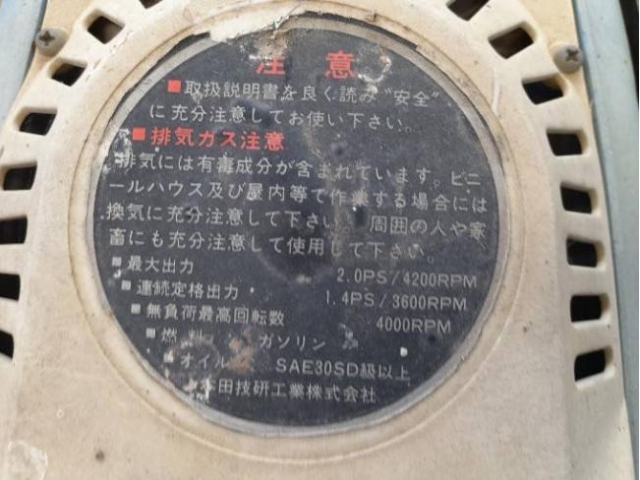 注意
■取扱説明書を良く読み“安全”
に充分注意してお使い下さい。
■排気ガス注意
排気には有毒成分が含まれています。ビニ
ールハウス及び屋内等で作業する場合には
換気に充分注意して下さい。周囲の人や家
畜にも充分注意して使用して下さい。
■最大出力 2.0PS/4200RPM
■連続定格出力 1.4PS/3600RPM
■無負荷最高回転数 4000RPM
■燃料 ガソリン
■オイル SAE30SD級以上
本田技研工業株式会社